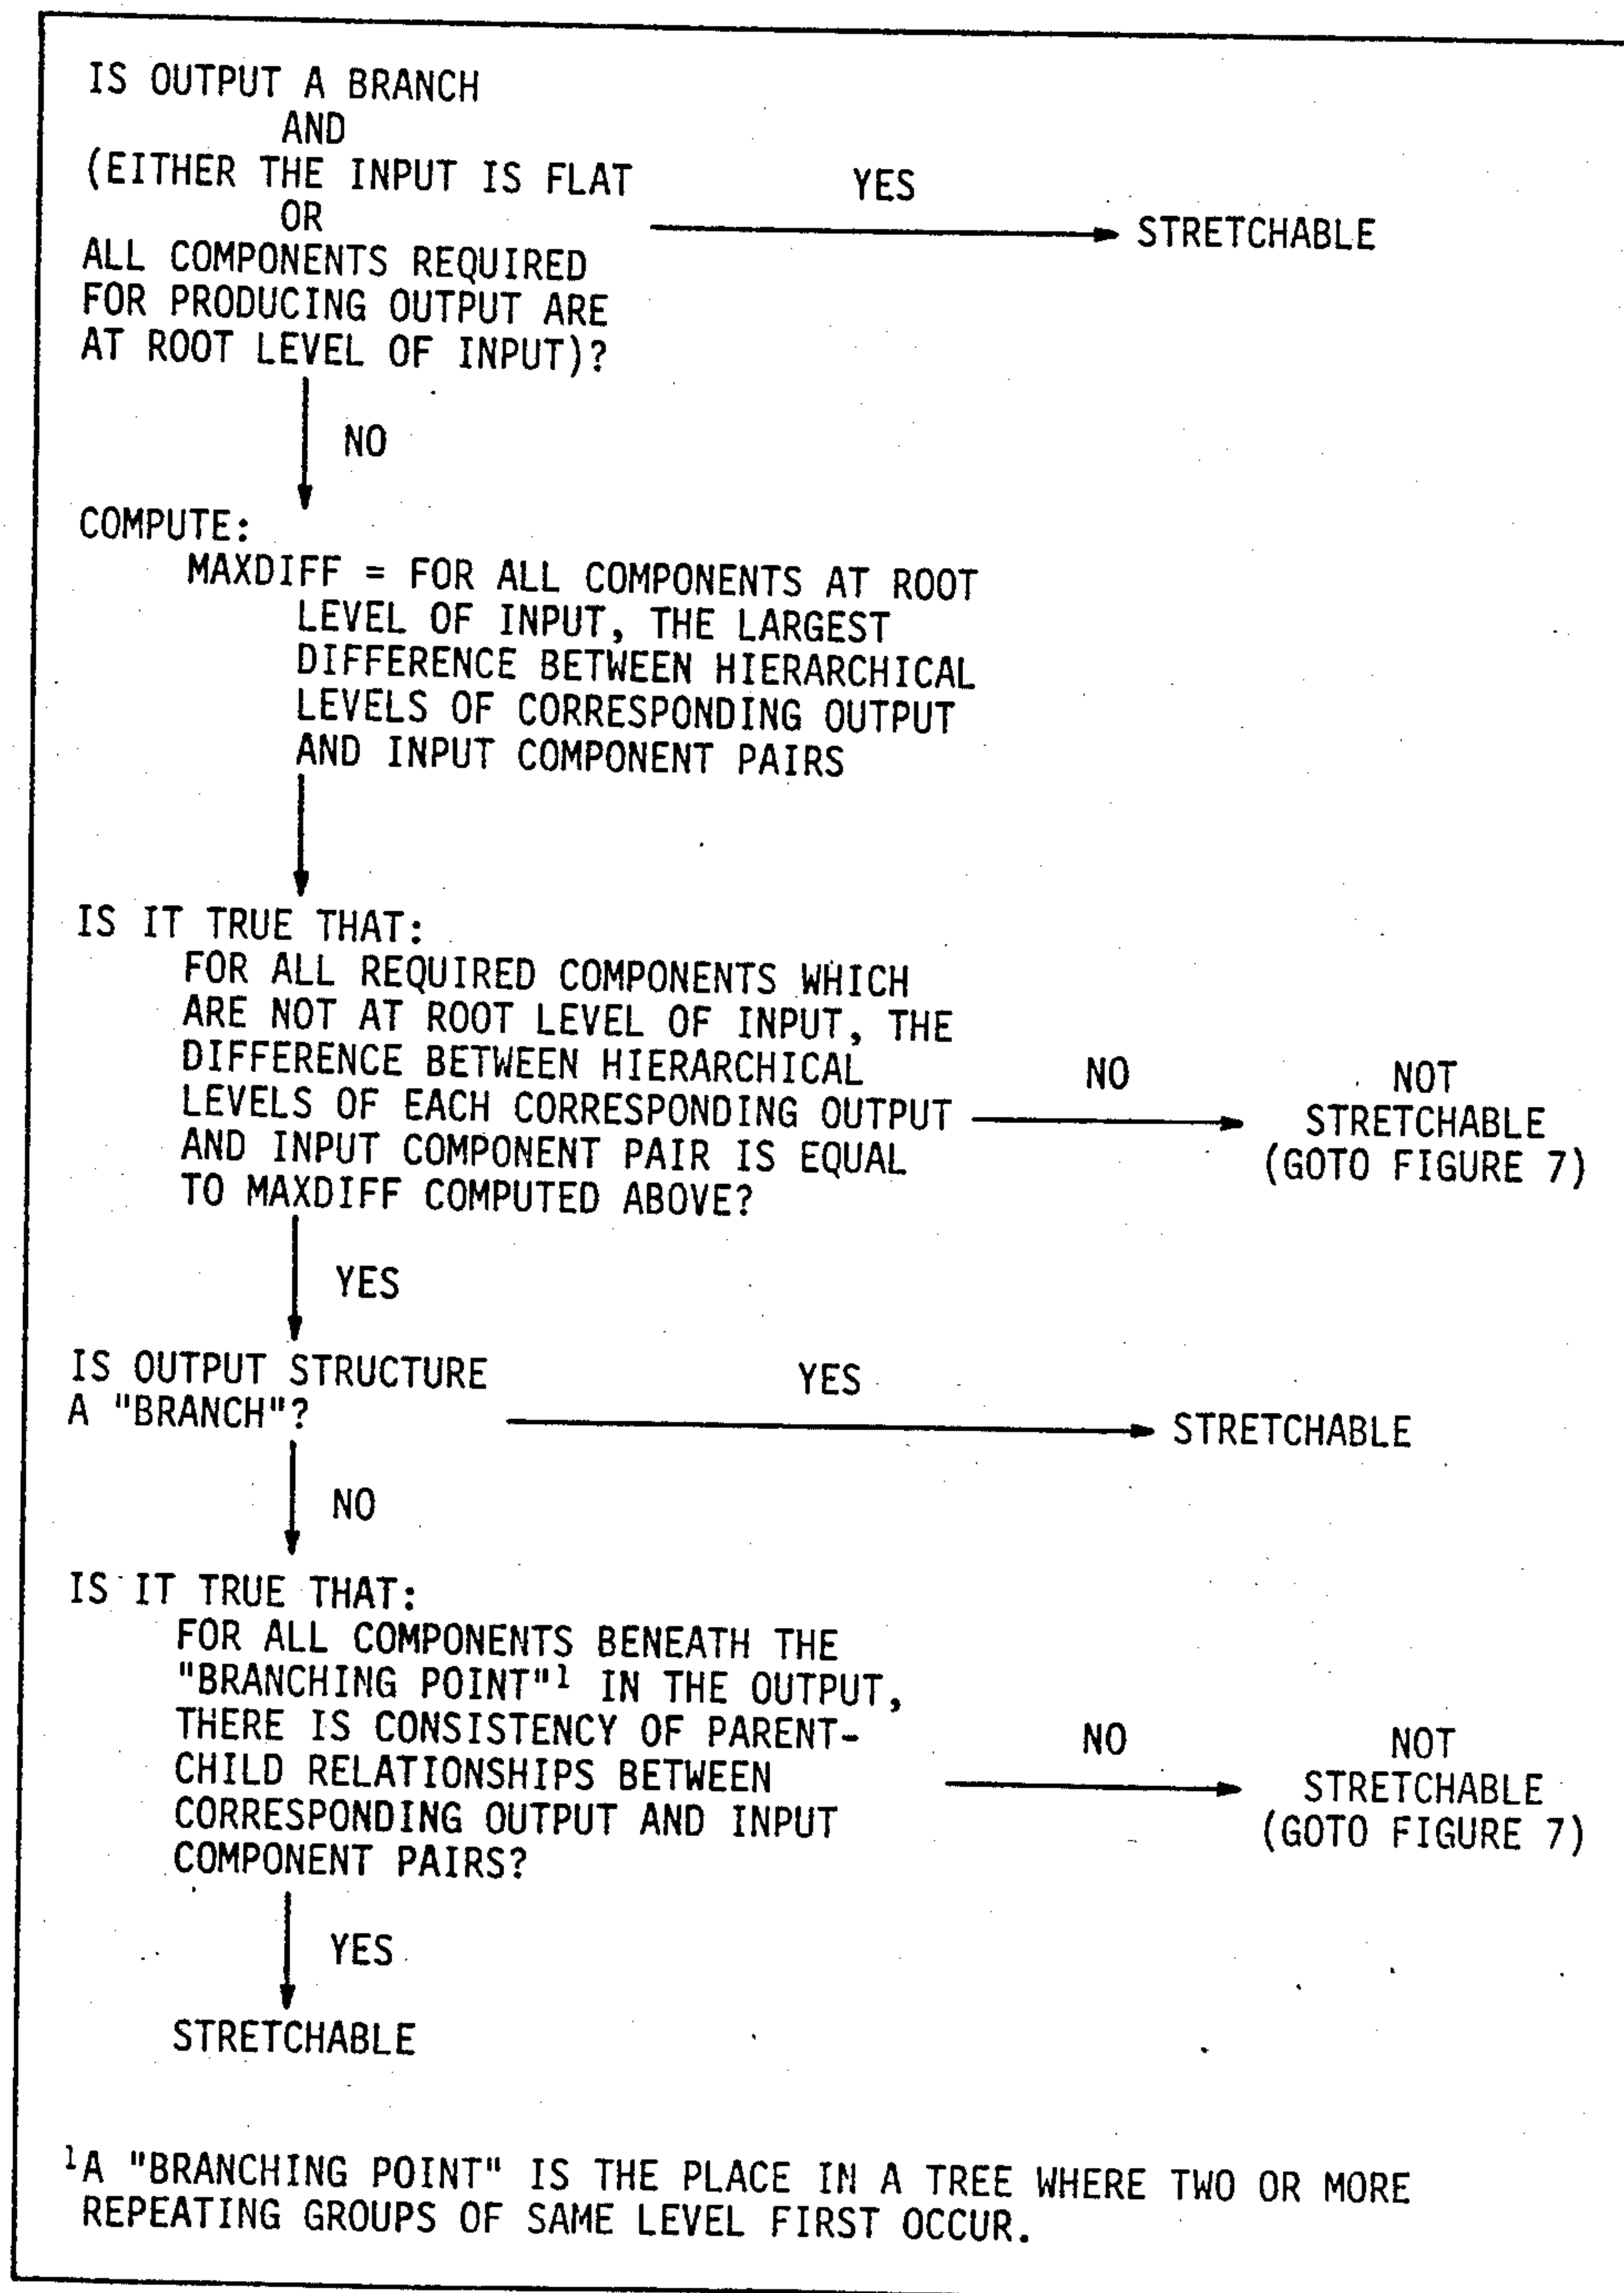 IS OUTPUT A BRANCH
AND
(EITHER THE INPUT IS FLAT
OR
ALL COMPONENTS REQUIRED
FOR PRODUCING OUTPUT ARE
AT ROOT LEVEL OF INPUT)?
YES
STRETCHABLE
NO
COMPUTE:
MAXDIFF = FOR ALL COMPONENTS AT ROOT
LEVEL OF INPUT, THE LARGEST
DIFFERENCE BETWEEN HIERARCHICAL
LEVELS OF CORRESPONDING OUTPUT
AND INPUT COMPONENT PAIRS
IS IT TRUE THAT:
FOR ALL REQUIRED COMPONENTS WHICH
ARE NOT AT ROOT LEVEL OF INPUT, THE
DIFFERENCE BETWEEN HIERARCHICAL
LEVELS OF EACH CORRESPONDING OUTPUT
AND INPUT COMPONENT PAIR IS EQUAL
TO MAXDIFF COMPUTED ABOVE?
NO
NOT
STRETCHABLE
(GOTO FIGURE 7)
YES
IS OUTPUT STRUCTURE
A "BRANCH"?
YES
STRETCHABLE
NO
IS IT TRUE THAT:
FOR ALL COMPONENTS BENEATH THE
"BRANCHING POINT"¹ IN THE OUTPUT,
THERE IS CONSISTENCY OF PARENT-
CHILD RELATIONSHIPS BETWEEN
CORRESPONDING OUTPUT AND INPUT
COMPONENT PAIRS?
NO
NOT
STRETCHABLE
(GOTO FIGURE 7)
YES
STRETCHABLE
¹A "BRANCHING POINT" IS THE PLACE IN A TREE WHERE TWO OR MORE
REPEATING GROUPS OF SAME LEVEL FIRST OCCUR.